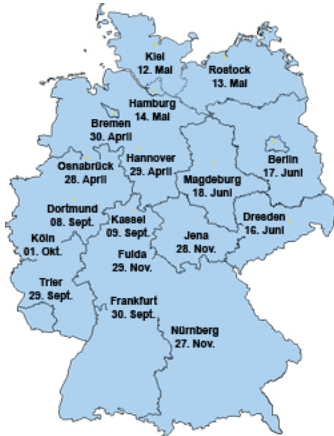 Kiel
12. Mai
Rostock
13. Mai
Hamburg
14. Mai
Bremen
30. April
Hannover
29. April
Berlin
17. Juni
Osnabrück
28. April
Magdeburg
18. Juni
Dortmund
08. Sept.
Kassel
09. Sept.
Dresden
16. Juni
Köln
01. Okt.
Jena
28. Nov.
Fulda
29. Nov.
Trier
29. Sept.
Frankfurt
30. Sept.
Nürnberg
27. Nov.